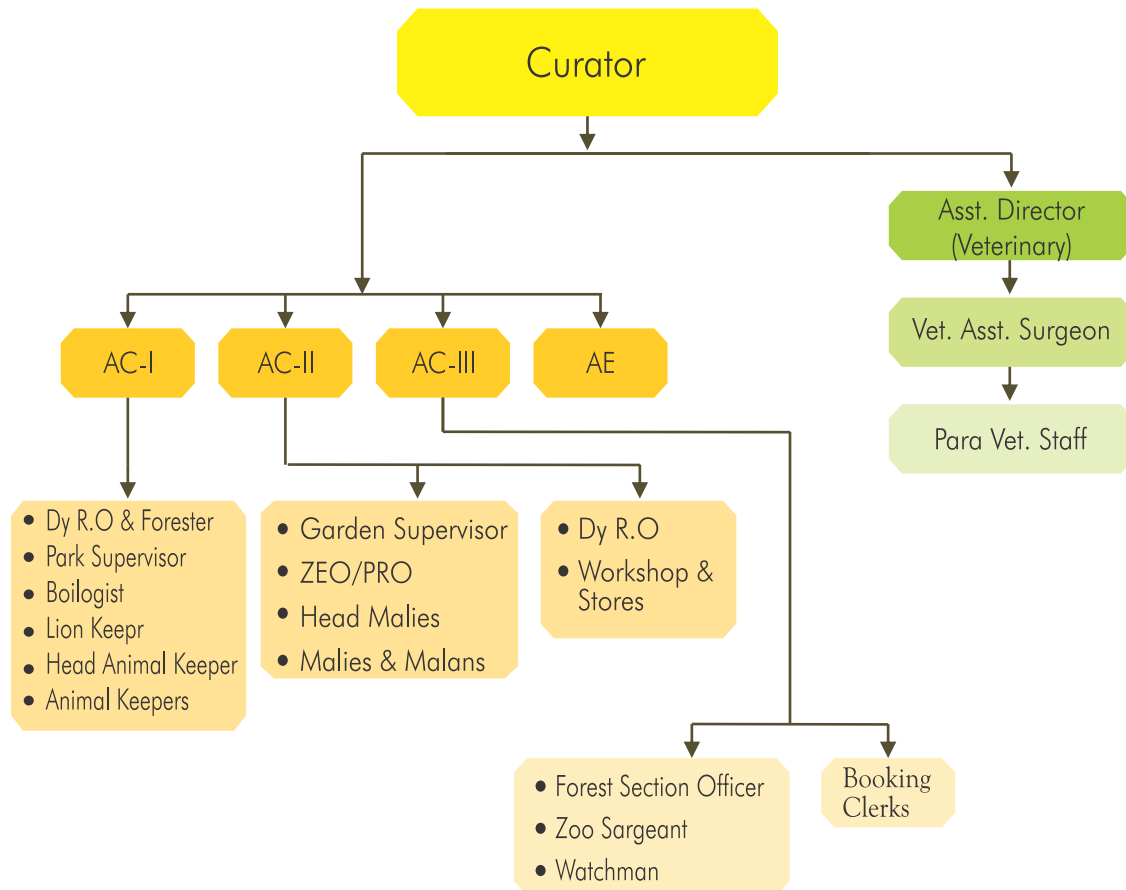 Curator
Asst. Director
(Veterinary)
Vet. Asst. Surgeon
Para Vet. Staff
AC-I
AC-II
AC-III
AE
• Dy R.O & Forester
• Park Supervisor
• Boilogist
• Lion Keepr
• Head Animal Keeper
• Animal Keepers
• Garden Supervisor
• ZEO/PRO
• Head Malies
• Malies & Malans
• Dy R.O
• Workshop &
Stores
• Forest Section Officer
• Zoo Sargeant
• Watchman
Booking
Clerks